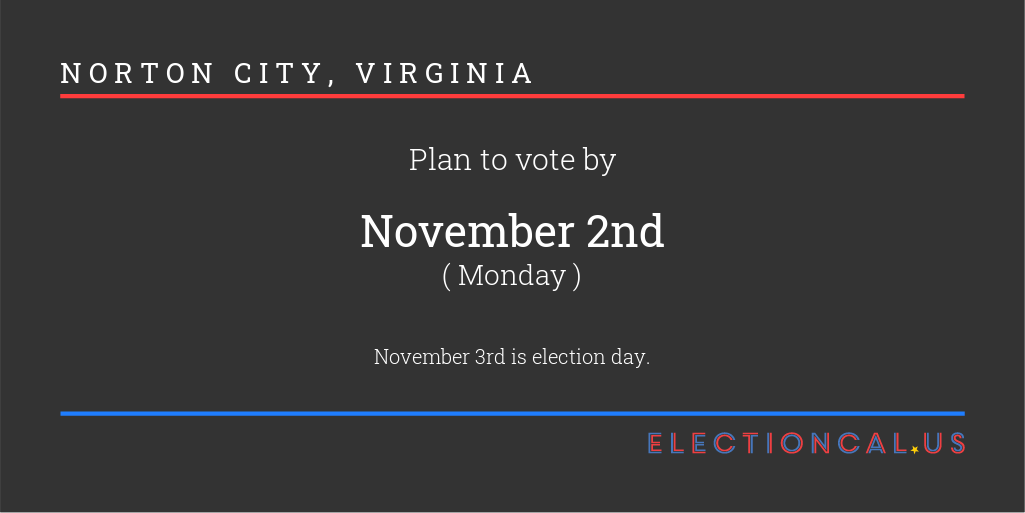 NORTON CITY, VIRGINIA
Plan to vote by
November 2nd
( Monday )
November 3rd is election day.
ELECTIONCAL.US